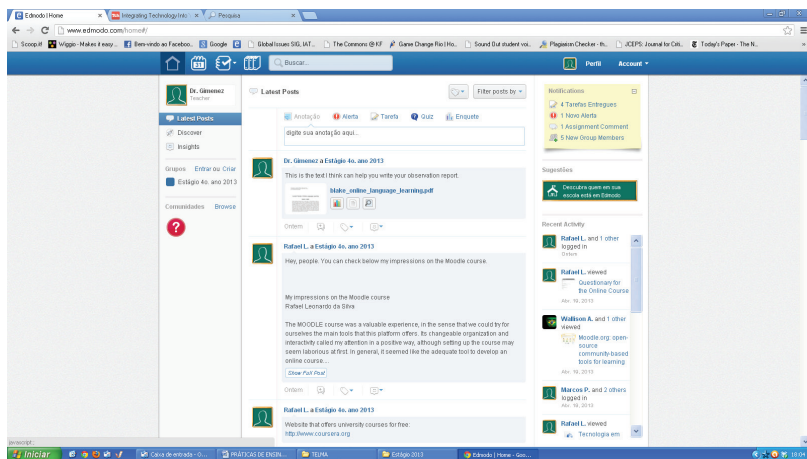 Edmodo | Home
Integrating Technology Into
Pesquisa
www.edmodo.com/home#/
Scoop.it!
Wiggio - Makes it easy...
Bem-vindo ao Faceboo...
Google
Global Issues SIG, IAT...
The Commons @ KF
Game Change Rio | Ho...
Sound Out student voi...
Plagiarism Checker - th...
JCEPS: Journal for Criti...
Today's Paper - The N...
Buscar...
Perfil
Account
Dr. Gimenez
Teacher
Latest Posts
Discover
Insights
Grupos Entrar ou Criar
Estágio 4o. ano 2013
Comunidades Browse
Latest Posts
Filter posts by
Anotação Alerta Tarefa Quiz Enquete
digite sua anotação aqui...
Dr. Gimenez a Estágio 4o. ano 2013
This is the text I think can help you write your observation report.
blake_online_language_learning.pdf
Ontem
Rafael L. a Estágio 4o. ano 2013
Hey, people. You can check below my impressions on the Moodle course.
My impressions on the Moodle course
Rafael Leonardo da Silva
The MOODLE course was a valuable experience, in the sense that we could try for
ourselves the main tools that this platform offers. Its changeable organization and
interactivity called my attention in a positive way, although setting up the course may
seem laborious at first. In general, it seemed like the adequate tool to develop an
online course...
Show Full Post
Ontem
Rafael L. a Estágio 4o. ano 2013
Website that offers university courses for free:
http://www.coursera.org
Notifications
4 Tarefas Entregues
1 Novo Alerta
1 Assignment Comment
5 New Group Members
Sugestões
Descubra quem em sua
escola está em Edmodo
Recent Activity
Rafael L. and 1 other
logged in
Ontem
Rafael L. viewed
Questionary for
the Online Course
Abr. 16, 2013
Wallison A. and 1 other
viewed
Moodle.org: open-
source
community-based
tools for learning
Abr. 16, 2013
Marcos P. and 2 others
logged in
Abr. 16, 2013
Rafael L. viewed
Tecnologia em
javascript:;
Iniciar
Caixa de entrada - O...
PRÁTICAS DE ENSIN...
TELMA
Estágio 2013
Edmodo | Home - Goo...
18:04